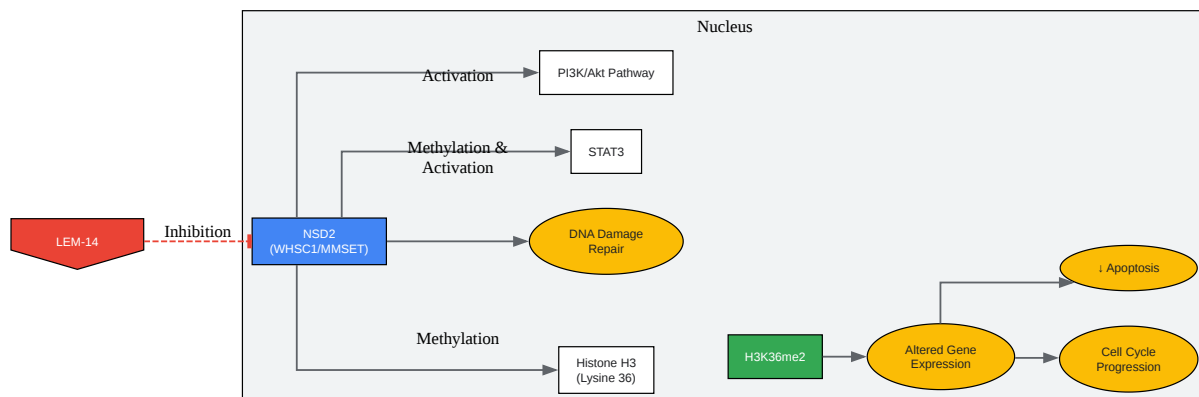 Nucleus
Activation
PI3K/Akt Pathway
Methylation &
Activation
STAT3
LEM-14
Inhibition
NSD2
(WHSC1/MMSET)
DNA Damage
Repair
↓ Apoptosis
Methylation
Histone H3
(Lysine 36)
H3K36me2
Altered Gene
Expression
Cell Cycle
Progression